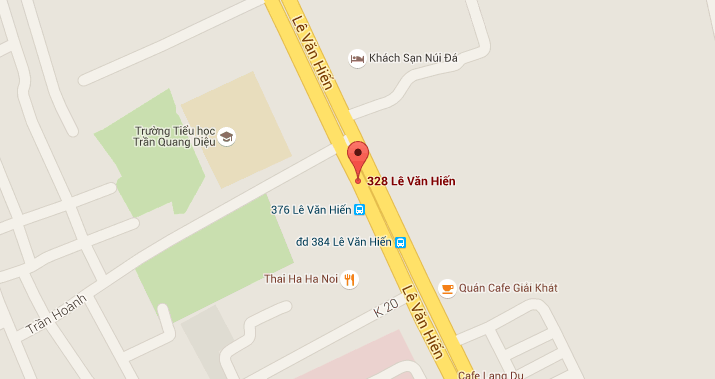 Lê Văn Hiến
Khách Sạn Núi Đá
Trường Tiểu học
Trần Quang Diệu
328 Lê Văn Hiến
376 Lê Văn Hiến
đd 384 Lê Văn Hiến
Thai Ha Ha Noi
Quán Cafe Giải Khát
Trần Hoành
K 20
Lê Văn Hiến
Cafe Lang Du